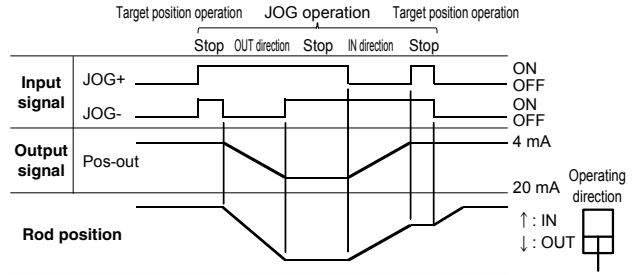 Target position operation JOG operation Target position operation
Stop OUT direction Stop IN direction Stop
Input signal
JOG+
ON
OFF
JOG-
ON
OFF
Output signal
Pos-out
4 mA
20 mA
Rod position
Operating direction
↑ : IN
↓ : OUT